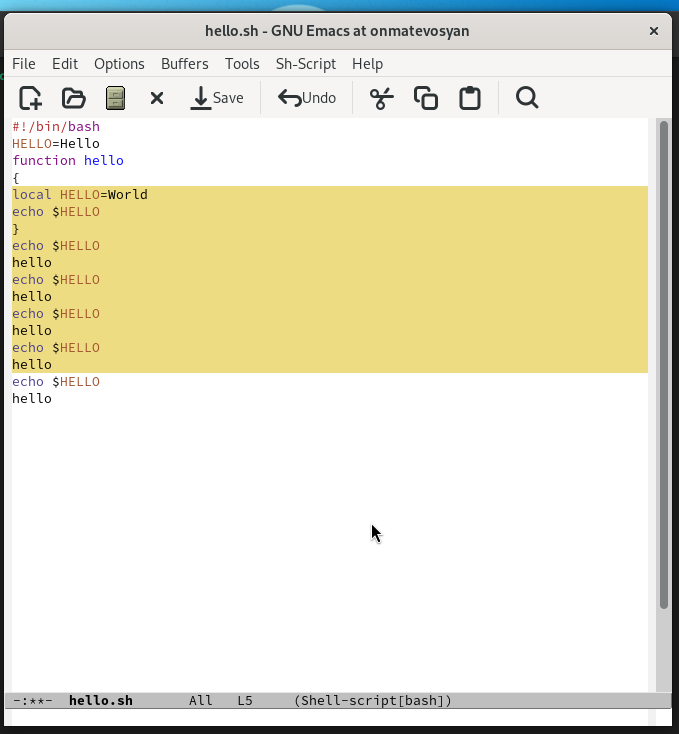 hello.sh - GNU Emacs at onmatevosyan
File Edit Options Buffers Tools Sh-Script Help
Save Undo
#!/bin/bash
HELLO=Hello
function hello
{
local HELLO=World
echo $HELLO
}
echo $HELLO
hello
echo $HELLO
hello
echo $HELLO
hello
echo $HELLO
hello
echo $HELLO
hello
-:**- hello.sh All L5 (Shell-script[bash])